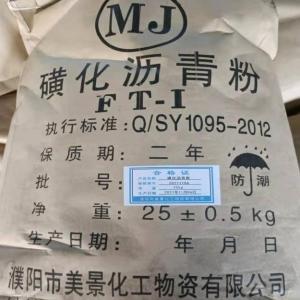 MJ
磺化沥青粉
FT-I
执行标准:Q/SY1095-2012
保质期:二年
批号:
合格证
防潮
净重:25±0.5kg
生产日期: 年 月 日
濮阳市美景化工物资有限公司